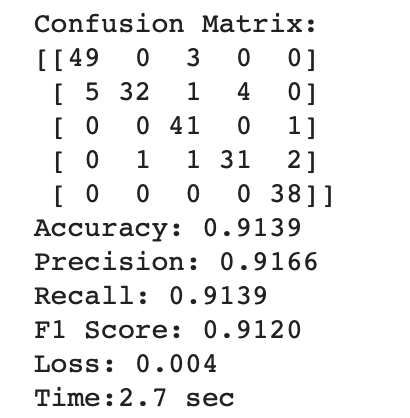 Confusion Matrix:
[[49  0  3  0  0]
 [ 5 32  1  4  0]
 [ 0  0 41  0  1]
 [ 0  1  1 31  2]
 [ 0  0  0  0 38]]
Accuracy: 0.9139
Precision: 0.9166
Recall: 0.9139
F1 Score: 0.9120
Loss: 0.004
Time:2.7 sec